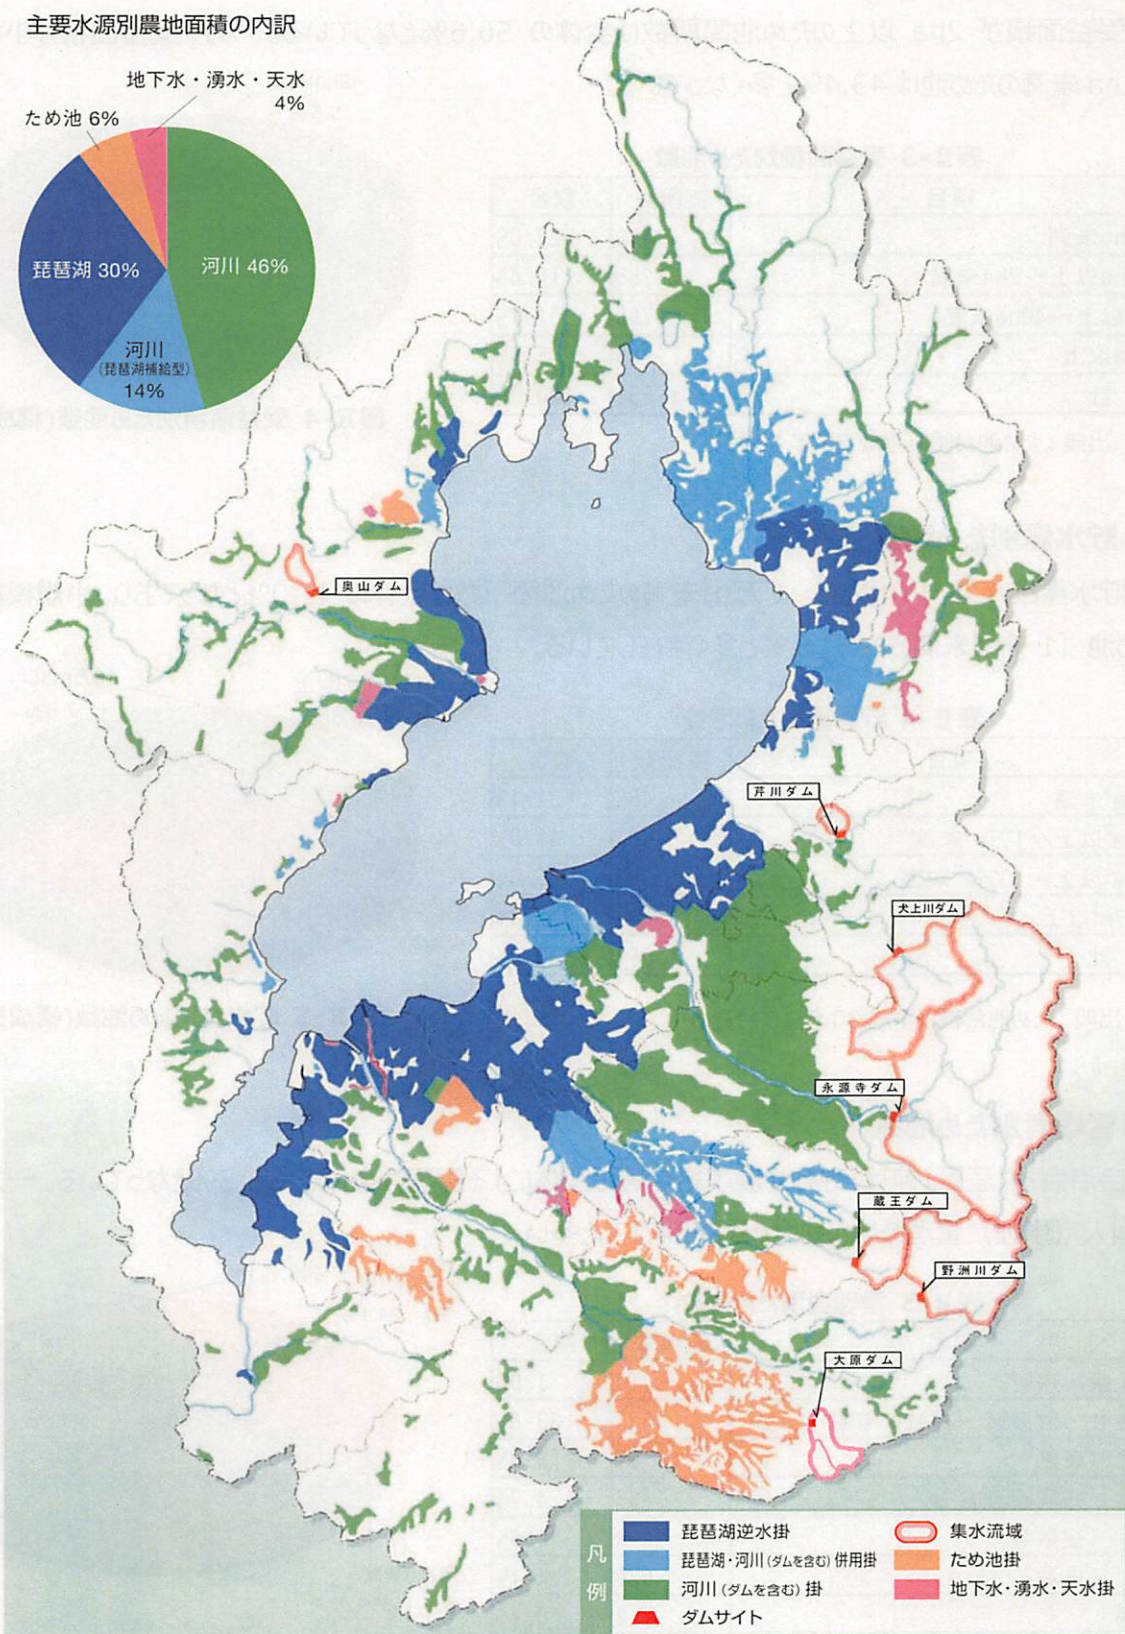 主要水源別農地面積の内訳
地下水・湧水・天水
4%
ため池 6%
琵琶湖 30%
河川 46%
河川
(琵琶湖補給型)
14%
奥山ダム
芹川ダム
犬上川ダム
永源寺ダム
蔵王ダム
野洲川ダム
大原ダム
凡例
琵琶湖逆水掛
琵琶湖・河川(ダムを含む)併用掛
河川(ダムを含む)掛
ダムサイト
集水流域
ため池掛
地下水・湧水・天水掛